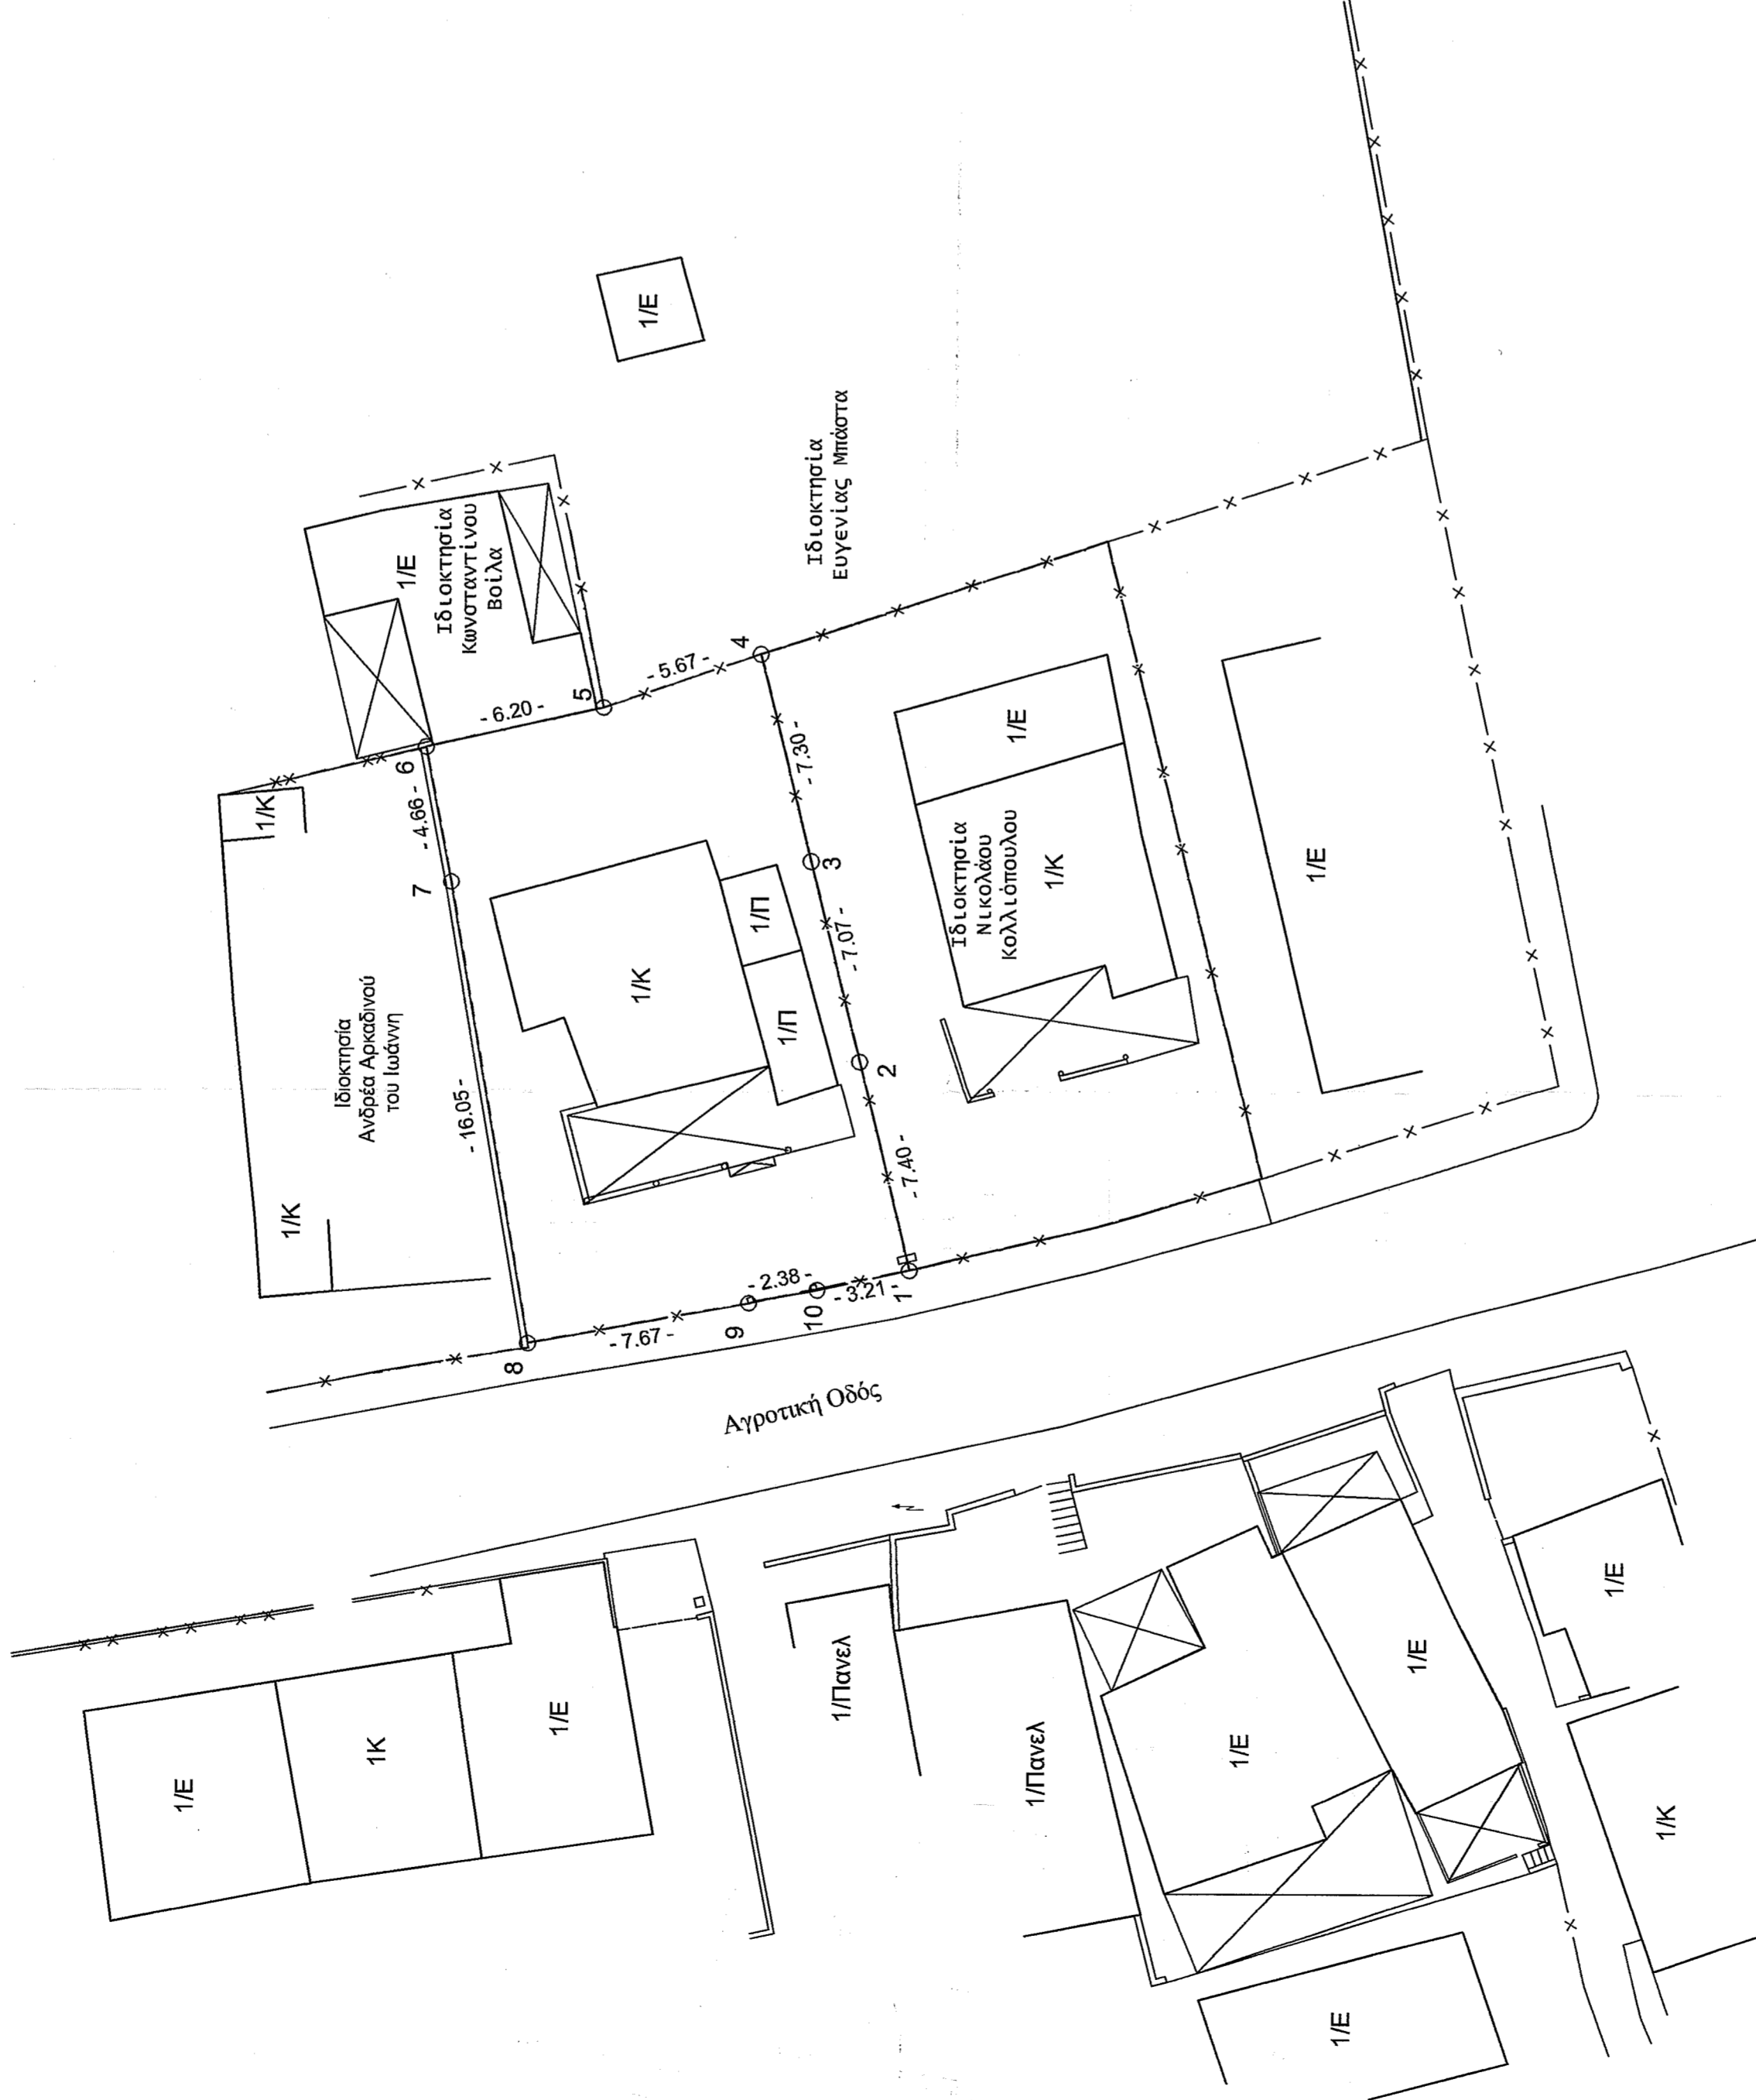 1/K
1/K
Ιδιοκτησία
Ανδρέα Αρκαδινού
του Ιωάννη
1/E
Ιδιοκτησία
Κωνσταντίνου
Βοίλα
1/E
Ιδιοκτησία
Ευγενίας Μπάστα
6
- 4.66 -
7
- 16.05 -
8
- 6.20 -
5
- 5.67 -
4
- 7.30 -
3
- 7.07 -
2
- 7.40 -
1
- 3.21 -
10
- 2.38 -
9
- 7.67 -
1/K
1/Π
1/Π
Ιδιοκτησία
Νικολάου
Κολλιόπουλου
1/K
1/E
1/E
Αγροτική Οδός
1/E
1K
1/E
1/Πανελ
1/Πανελ
1/E
1/E
1/E
1/K
1/E